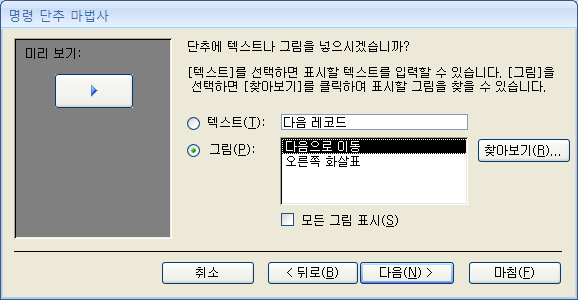 명령 단추 마법사
미리 보기:
단추에 텍스트나 그림을 넣으시겠습니까?
[텍스트]를 선택하면 표시할 텍스트를 입력할 수 있습니다. [그림]을
선택하면 [찾아보기]를 클릭하여 표시할 그림을 찾을 수 있습니다.
텍스트(T): 다음 레코드
그림(P): 다음으로 이동
오른쪽 화살표
찾아보기(R)...
모든 그림 표시(S)
취소 < 뒤로(B) 다음(N) > 마침(F)